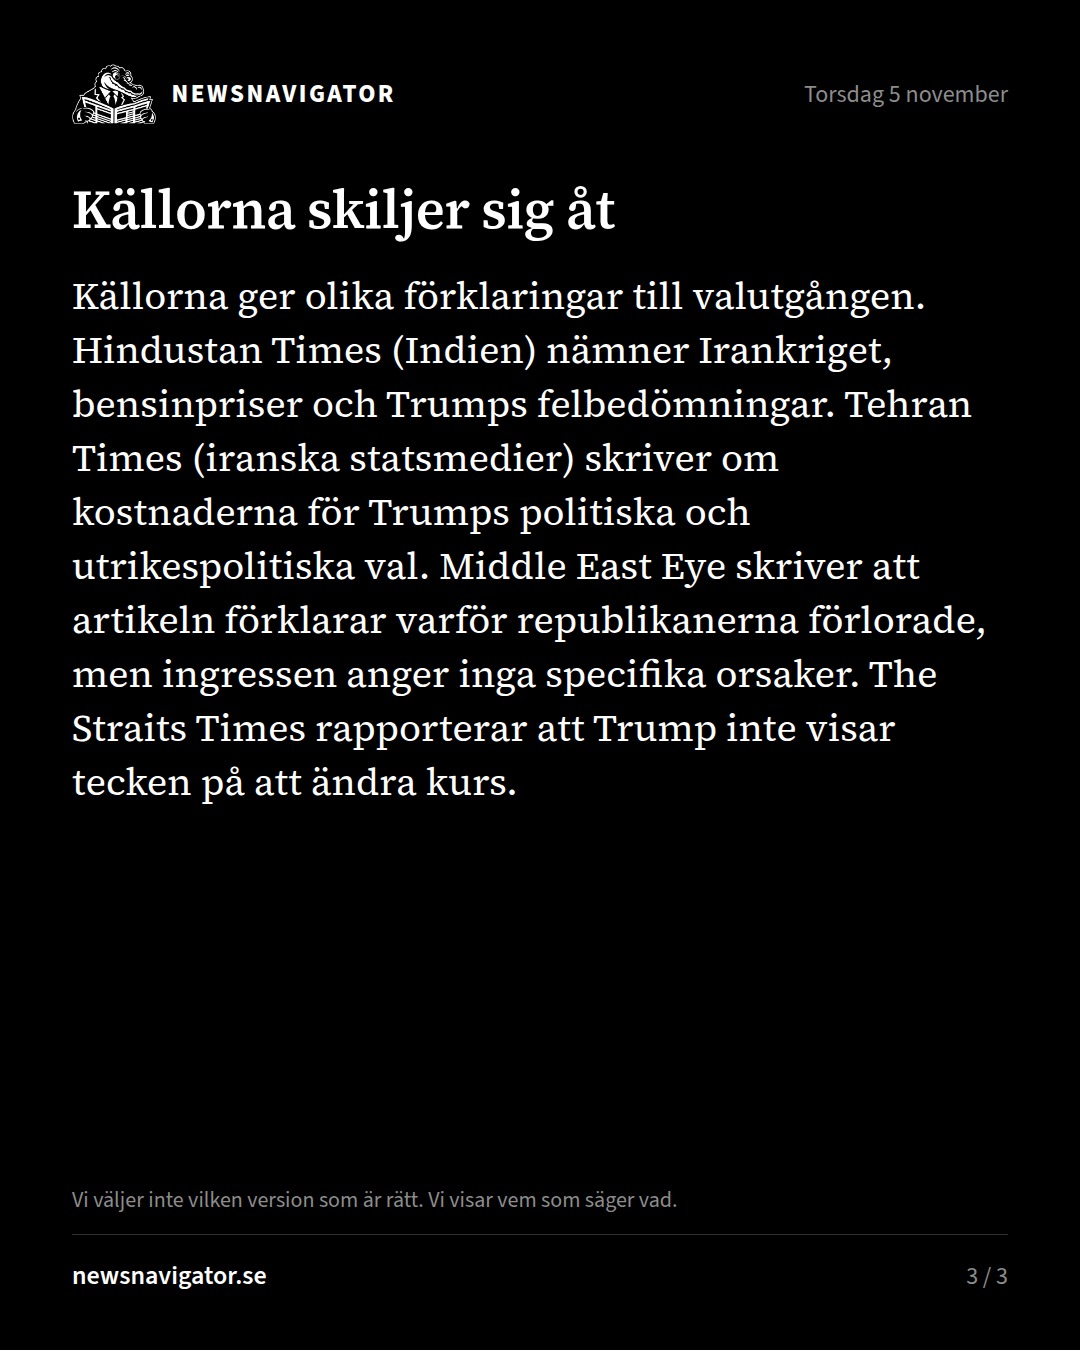 NEWSNAVIGATOR
Torsdag 5 november
Källorna skiljer sig åt
Källorna ger olika förklaringar till valutgången.
Hindustan Times (Indien) nämner Irankriget,
bensinpriser och Trumps felbedömningar. Tehran
Times (iranska statsmedier) skriver om
kostnaderna för Trumps politiska och
utrikespolitiska val. Middle East Eye skriver att
artikeln förklarar varför republikanerna förlorade,
men ingressen anger inga specifika orsaker. The
Straits Times rapporterar att Trump inte visar
tecken på att ändra kurs.
Vi väljer inte vilken version som är rätt. Vi visar vem som säger vad.
newsnavigator.se
3 / 3